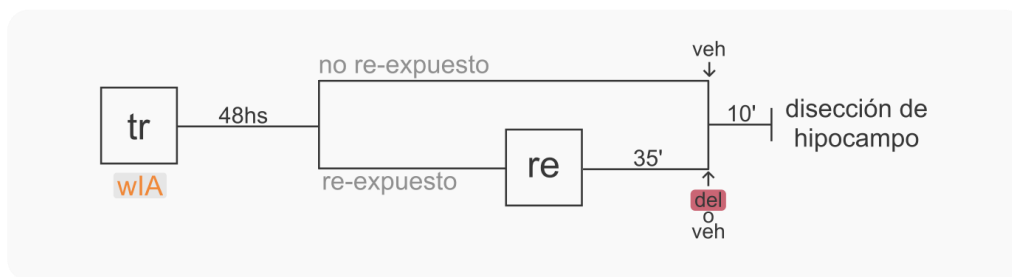 veh
no re-expuesto
tr
48hs
10'
disección de
hipocampo
re
35'
wIA
re-expuesto
del
o
veh